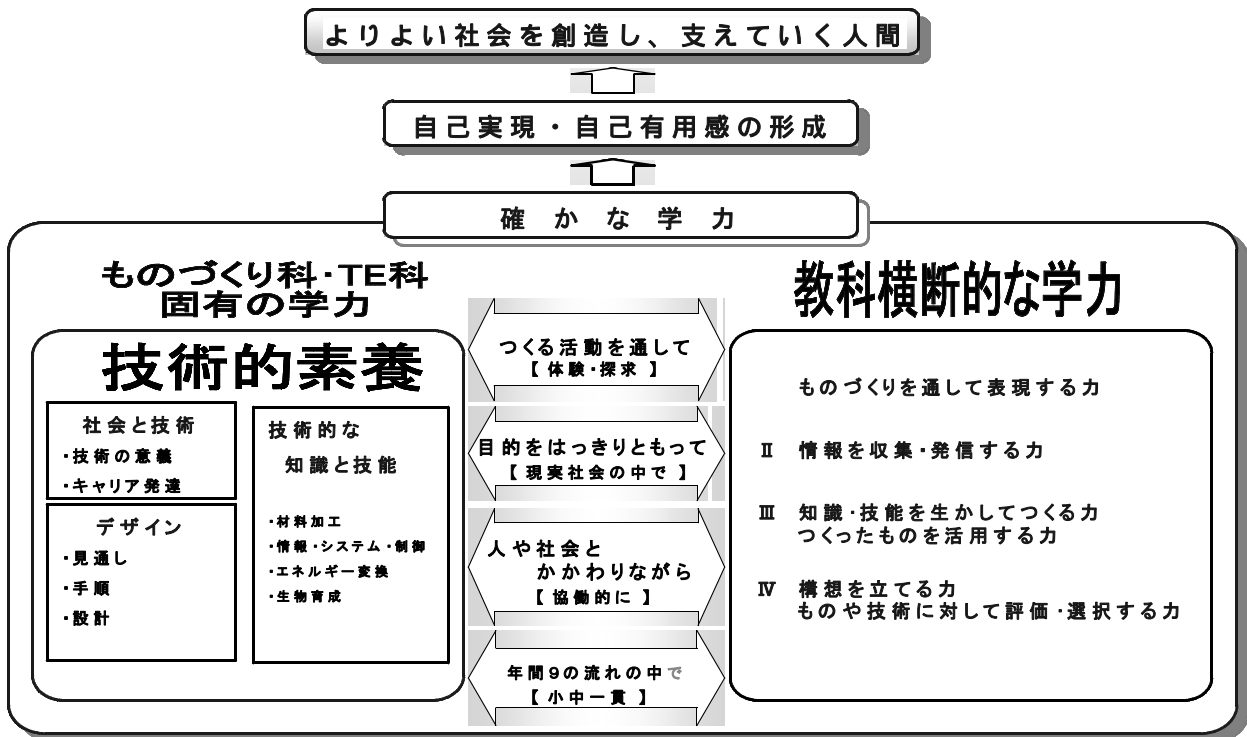 よりよい社会を創造し、支えていく人間
自己実現・自己有用感の形成
確かな学力
ものづくり科・TE科
固有の学力
技術的素養
社会と技術
・技術の意義
・キャリア発達
デザイン
・見通し
・手順
・設計
技術的な
知識と技能
・材料加工
・情報・システム・制御
・エネルギー変換
・生物育成
つくる活動を通して
【体験・探求】
目的をはっきりともって
【現実社会の中で】
人や社会と
かかわりながら
【協働的に】
年間9の流れの中で
【小中一貫】
教科横断的な学力
ものづくりを通して表現する力
Ⅱ 情報を収集・発信する力
Ⅲ 知識・技能を生かしてつくる力
つくったものを活用する力
Ⅳ 構想を立てる力
ものや技術に対して評価・選択する力